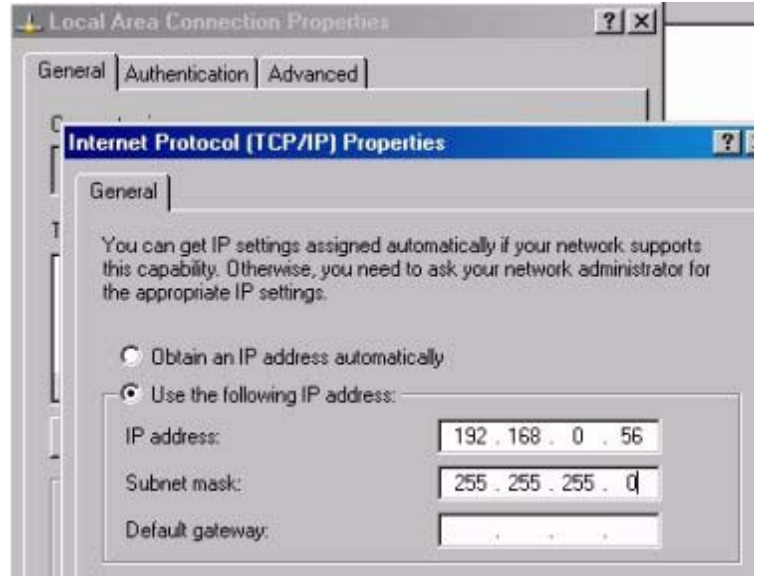 Local Area Connection Properties
General Authentication Advanced
Internet Protocol (TCP/IP) Properties
General
You can get IP settings assigned automatically if your network supports
this capability. Otherwise, you need to ask your network administrator for
the appropriate IP settings.
Obtain an IP address automatically
Use the following IP address:
IP address: 192 . 168 . 0 . 56
Subnet mask: 255 . 255 . 255 . 0
Default gateway: . . .